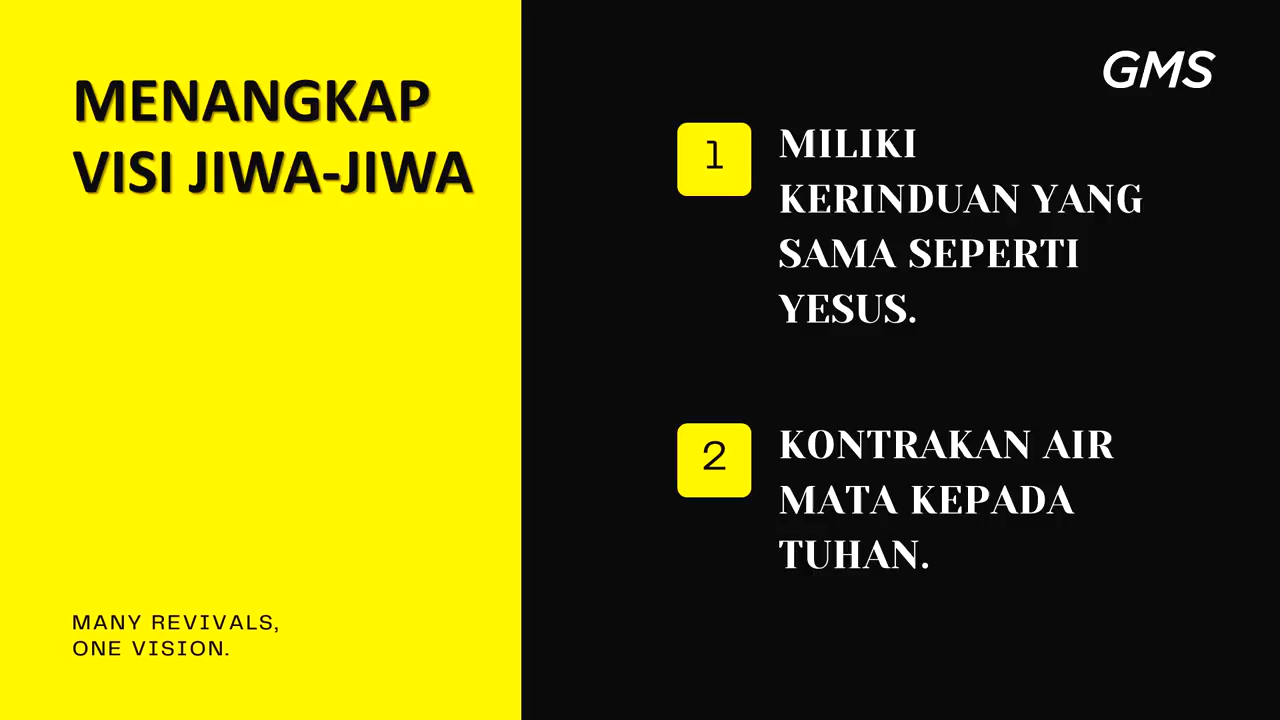 MENANGKAP
VISI JIWA-JIWA
MANY REVIVALS,
ONE VISION.
GMS
1
MILIKI
KERINDUAN YANG
SAMA SEPERTI
YESUS.
2
KONTRAKAN AIR
MATA KEPADA
TUHAN.